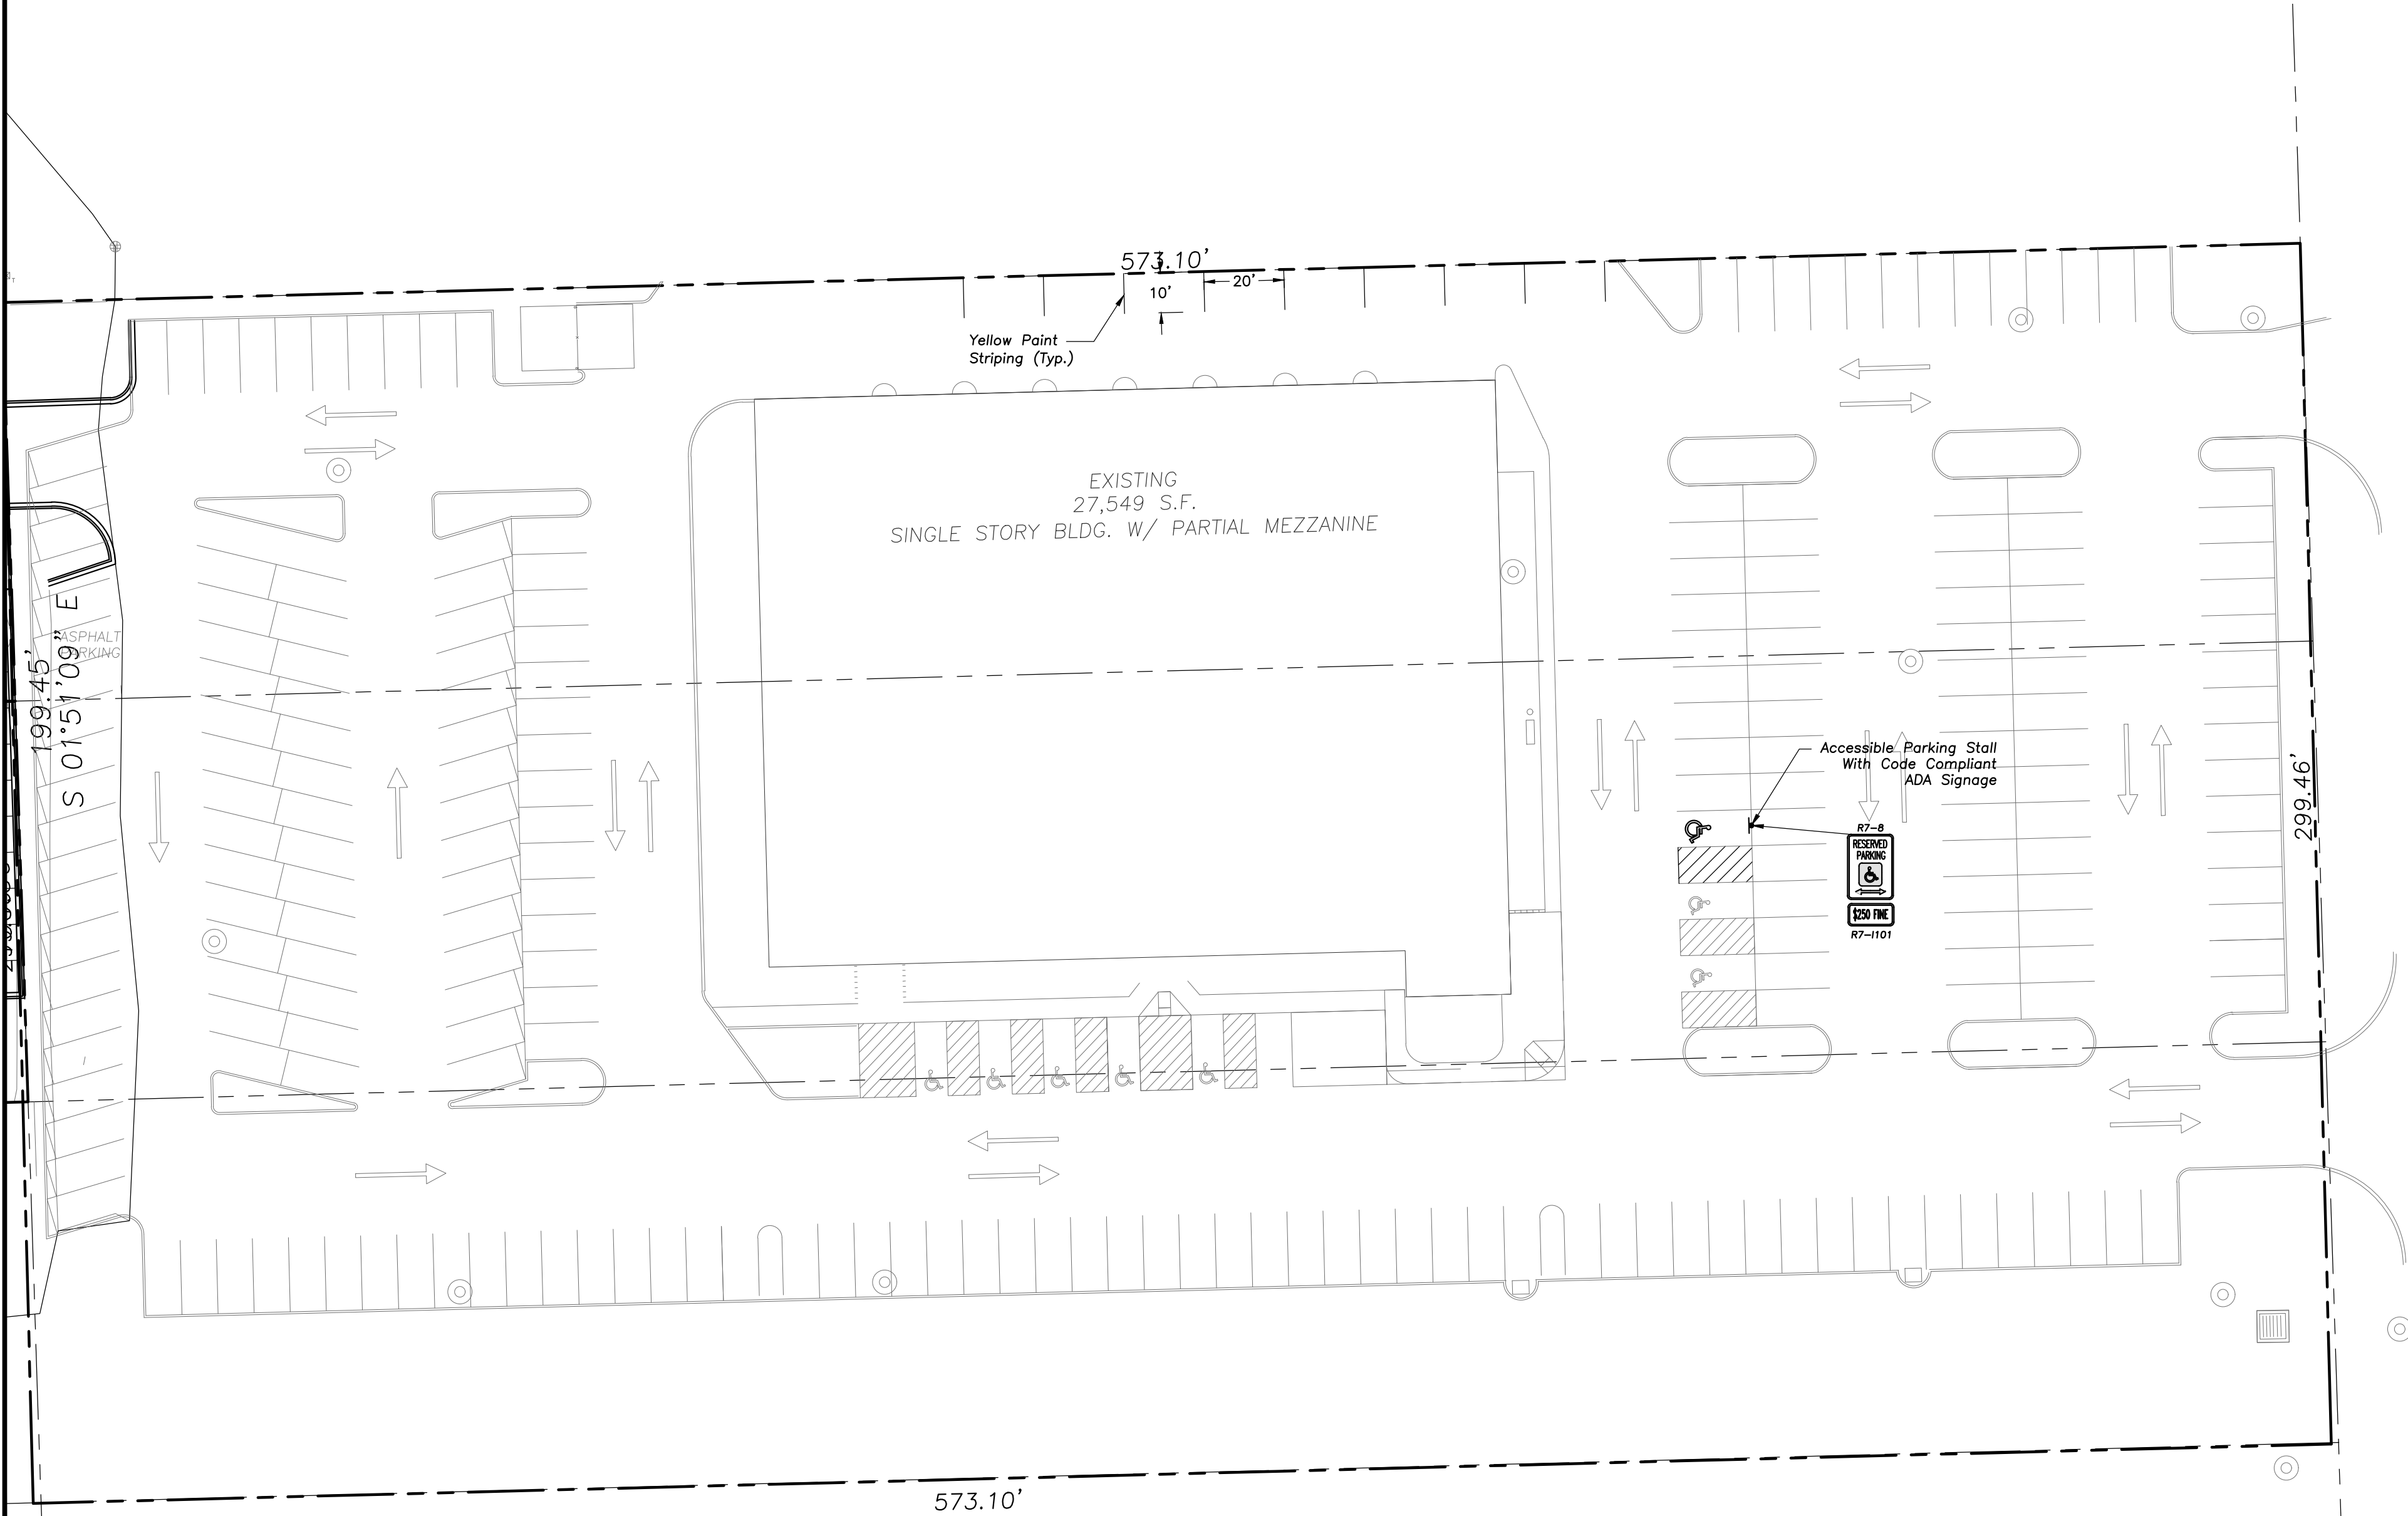 573.10'
10'
20'
Yellow Paint
Striping (Typ.)
EXISTING
27,549 S.F.
SINGLE STORY BLDG. W/ PARTIAL MEZZANINE
ASPHALT
PARKING
199.45'
S 01°51'09" E
Accessible Parking Stall
With Code Compliant
ADA Signage
R7-8
RESERVED
PARKING
$250 FINE
R7-I101
299.46'
573.10'